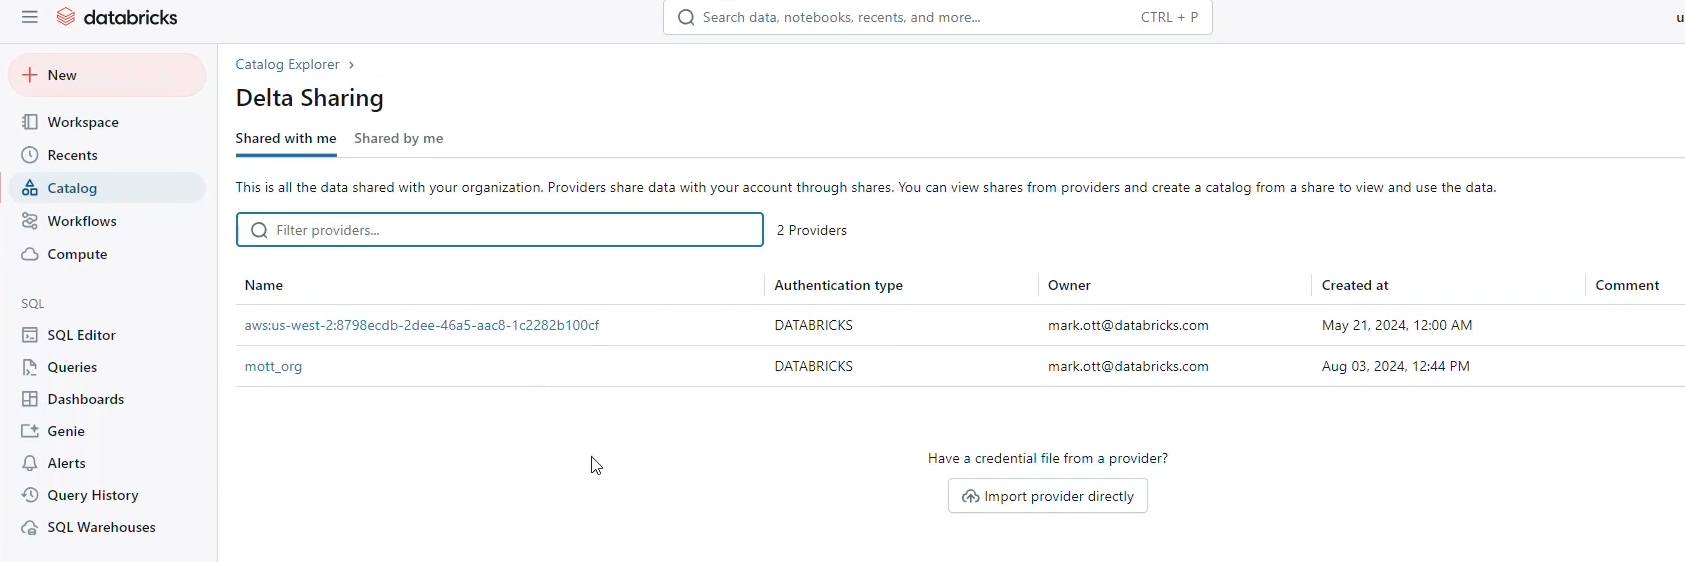 databricks
Search data, notebooks, recents, and more...
CTRL + P
u
New
Workspace
Recents
Catalog
Workflows
Compute
SQL
SQL Editor
Queries
Dashboards
Genie
Alerts
Query History
SQL Warehouses
Catalog Explorer ›
Delta Sharing
Shared with me Shared by me
This is all the data shared with your organization. Providers share data with your account through shares. You can view shares from providers and create a catalog from a share to view and use the data.
Filter providers...
2 Providers
Name Authentication type Owner Created at Comment
aws:us-west-2:8798ecdb-2dee-46a5-aac8-1c2282b100cf DATABRICKS mark.ott@databricks.com May 21, 2024, 12:00 AM
mott_org DATABRICKS mark.ott@databricks.com Aug 03, 2024, 12:44 PM
Have a credential file from a provider?
Import provider directly